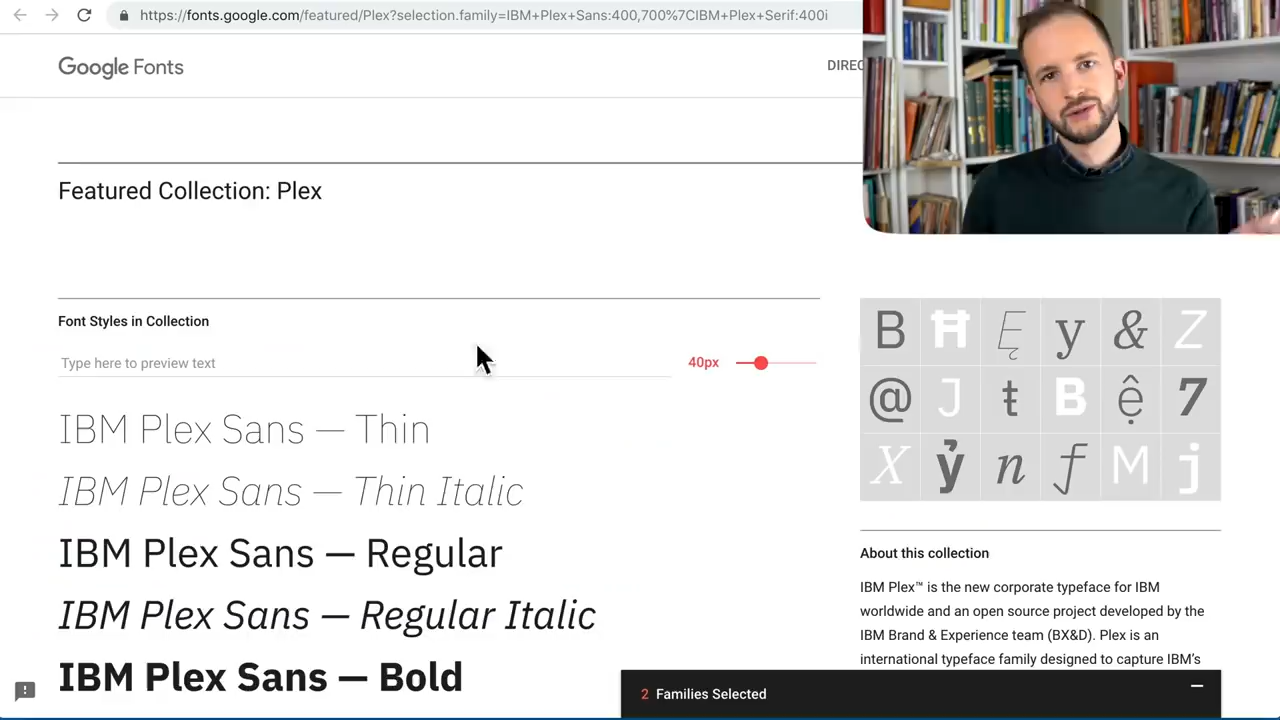 https://fonts.google.com/featured/Plex?selection.family=IBM+Plex+Sans:400,700%7CIBM+Plex+Serif:400i
Google Fonts
DIREC
Featured Collection: Plex
Font Styles in Collection
Type here to preview text
40px
IBM Plex Sans — Thin
IBM Plex Sans — Thin Italic
IBM Plex Sans — Regular
IBM Plex Sans — Regular Italic
IBM Plex Sans — Bold
B Ħ Ę y & Z
@ J ŧ B ệ 7
X ỷ n ƒ M j
About this collection
IBM Plex™ is the new corporate typeface for IBM
worldwide and an open source project developed by the
IBM Brand & Experience team (BX&D). Plex is an
international typeface family designed to capture IBM’s
2 Families Selected